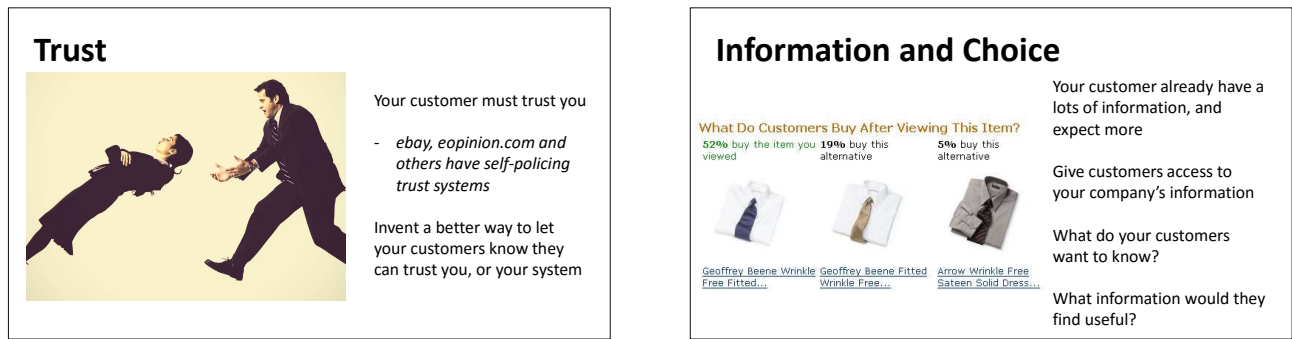 Trust
Your customer must trust you
- ebay, eopinion.com and
others have self-policing
trust systems
Invent a better way to let
your customers know they
can trust you, or your system
Information and Choice
What Do Customers Buy After Viewing This Item?
52% buy the item you
viewed
19% buy this
alternative
5% buy this
alternative
Geoffrey Beene Wrinkle
Free Fitted...
Geoffrey Beene Fitted
Wrinkle Free...
Arrow Wrinkle Free
Sateen Solid Dress...
Your customer already have a
lots of information, and
expect more
Give customers access to
your company's information
What do your customers
want to know?
What information would they
find useful?